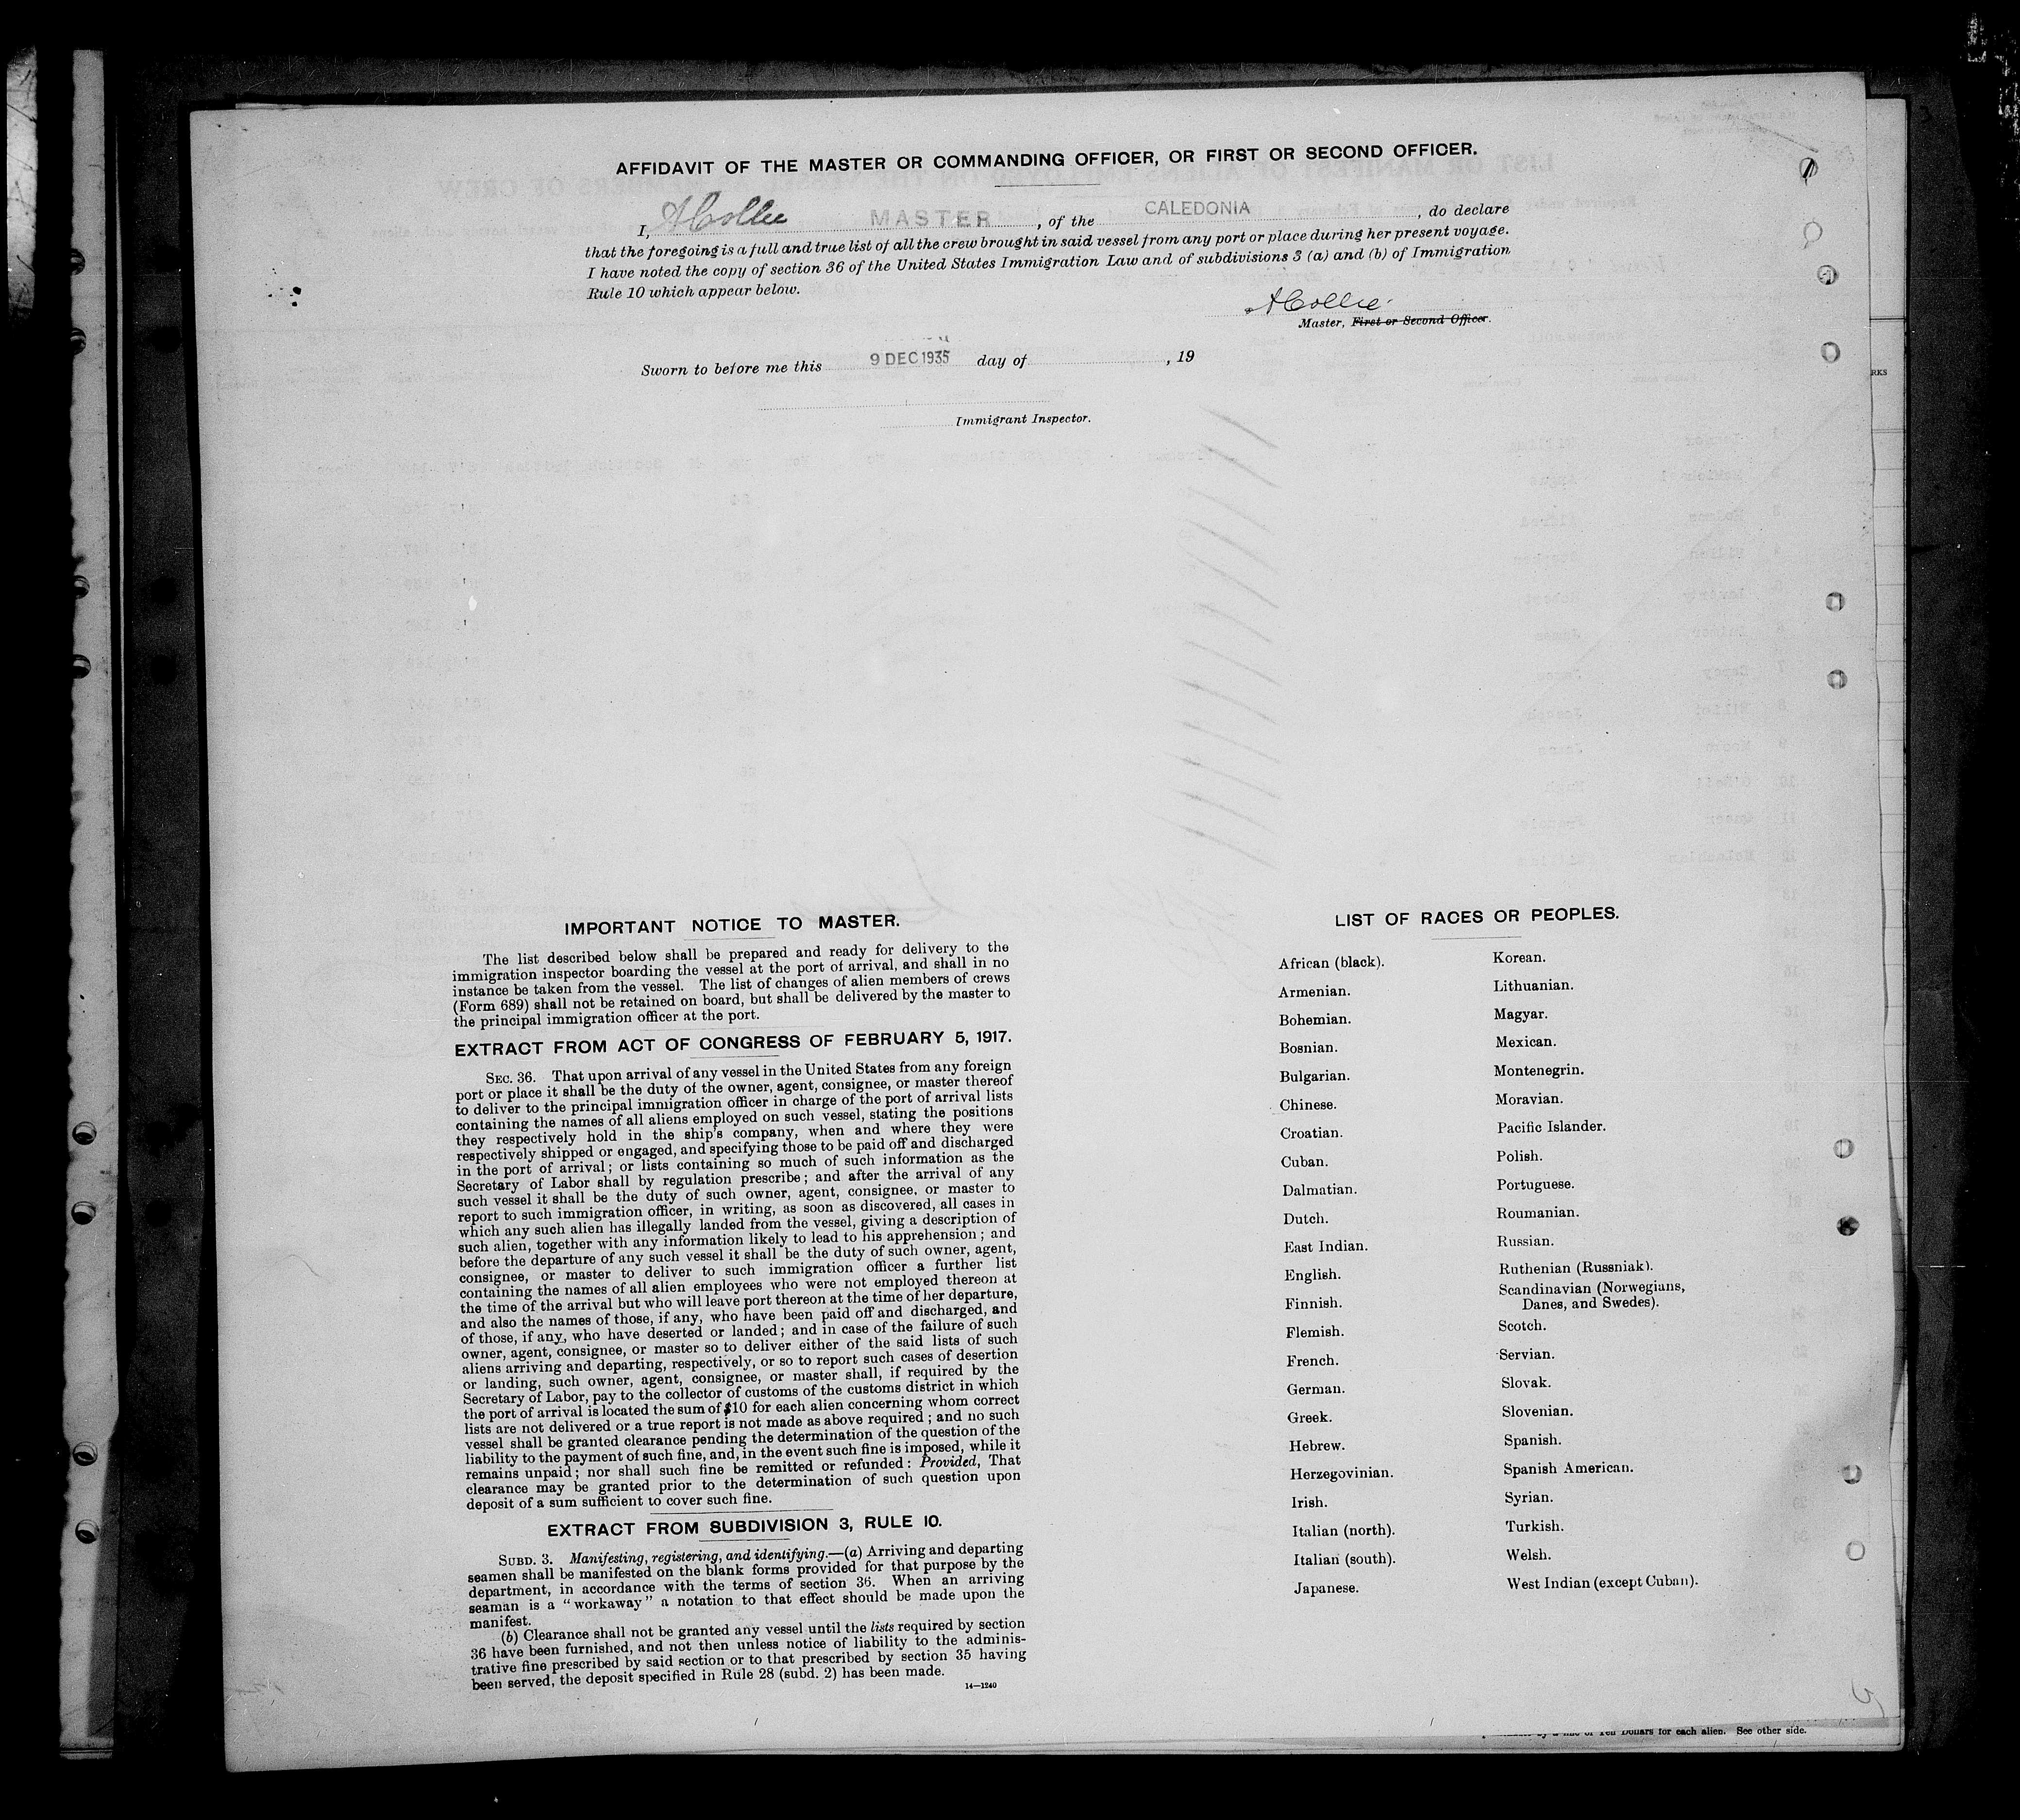 AFFIDAVIT OF THE MASTER OR COMMANDING OFFICER, OR FIRST OR SECOND OFFICER.
I, A Collie MASTER, of the CALEDONIA, do declare
that the foregoing is a full and true list of all the crew brought in said vessel from any port or place during her present voyage.
I have noted the copy of section 36 of the United States Immigration Law and of subdivisions 3 (a) and (b) of Immigration
Rule 10 which appear below.
A Collie
Master, First or Second Officer.
Sworn to before me this 9 DEC 1935 day of , 19
Immigrant Inspector.
IMPORTANT NOTICE TO MASTER.
The list described below shall be prepared and ready for delivery to the
immigration inspector boarding the vessel at the port of arrival, and shall in no
instance be taken from the vessel. The list of changes of alien members of crews
(Form 689) shall not be retained on board, but shall be delivered by the master to
the principal immigration officer at the port.
EXTRACT FROM ACT OF CONGRESS OF FEBRUARY 5, 1917.
SEC. 36. That upon arrival of any vessel in the United States from any foreign
port or place it shall be the duty of the owner, agent, consignee, or master thereof
to deliver to the principal immigration officer in charge of the port of arrival lists
containing the names of all aliens employed on such vessel, stating the positions
they respectively hold in the ship's company, when and where they were
respectively shipped or engaged, and specifying those to be paid off and discharged
in the port of arrival; or lists containing so much of such information as the
Secretary of Labor shall by regulation prescribe; and after the arrival of any
such vessel it shall be the duty of such owner, agent, consignee, or master to
report to such immigration officer, in writing, as soon as discovered, all cases in
which any such alien has illegally landed from the vessel, giving a description of
such alien, together with any information likely to lead to his apprehension; and
before the departure of any such vessel it shall be the duty of such owner, agent,
consignee, or master to deliver to such immigration officer a further list
containing the names of all alien employees who were not employed thereon at
the time of the arrival but who will leave port thereon at the time of her departure,
and also the names of those, if any, who have been paid off and discharged, and
of those, if any, who have deserted or landed; and in case of the failure of such
owner, agent, consignee, or master so to deliver either of the said lists of such
aliens arriving and departing, respectively, or so to report such cases of desertion
or landing, such owner, agent, consignee, or master shall, if required by the
Secretary of Labor, pay to the collector of customs of the customs district in which
the port of arrival is located the sum of $10 for each alien concerning whom correct
lists are not delivered or a true report is not made as above required; and no such
vessel shall be granted clearance pending the determination of the question of the
liability to the payment of such fine, and, in the event such fine is imposed, while it
remains unpaid; nor shall such fine be remitted or refunded: Provided, That
clearance may be granted prior to the determination of such question upon
deposit of a sum sufficient to cover such fine.
EXTRACT FROM SUBDIVISION 3, RULE 10.
SUBD. 3. Manifesting, registering, and identifying.—(a) Arriving and departing
seamen shall be manifested on the blank forms provided for that purpose by the
department, in accordance with the terms of section 36. When an arriving
seaman is a "workaway" a notation to that effect should be made upon the
manifest.
(b) Clearance shall not be granted any vessel until the lists required by section
36 have been furnished, and not then unless notice of liability to the adminis-
trative fine prescribed by said section or to that prescribed by section 35 having
been served, the deposit specified in Rule 28 (subd. 2) has been made.
14—1240
LIST OF RACES OR PEOPLES.
African (black).
Armenian.
Bohemian.
Bosnian.
Bulgarian.
Chinese.
Croatian.
Cuban.
Dalmatian.
Dutch.
East Indian.
English.
Finnish.
Flemish.
French.
German.
Greek.
Hebrew.
Herzegovinian.
Irish.
Italian (north).
Italian (south).
Japanese.
Korean.
Lithuanian.
Magyar.
Mexican.
Montenegrin.
Moravian.
Pacific Islander.
Polish.
Portuguese.
Roumanian.
Russian.
Ruthenian (Russniak).
Scandinavian (Norwegians,
Danes, and Swedes).
Scotch.
Servian.
Slovak.
Slovenian.
Spanish.
Spanish American.
Syrian.
Turkish.
Welsh.
West Indian (except Cuban).
Ten Dollars for each alien. See other side.